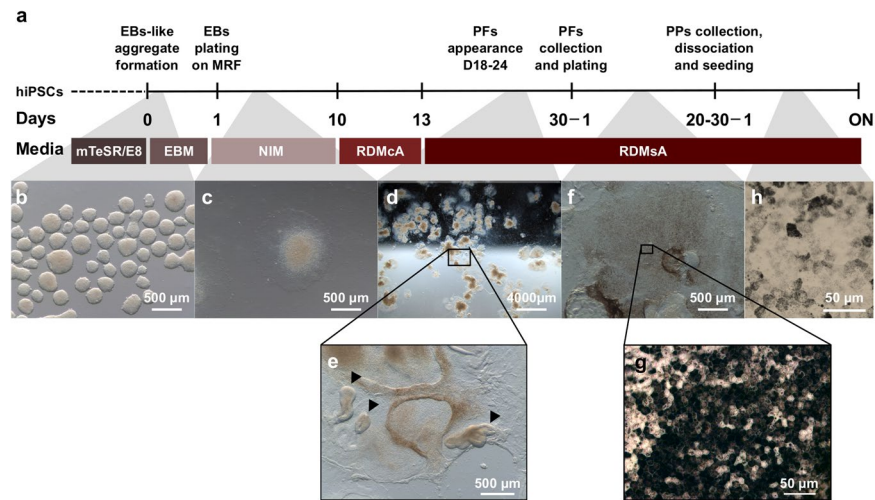 a
EBs-like
aggregate
formation
EBs
plating
on MRF
PFs
appearance
D18-24
PFs
collection
and plating
PPs collection,
dissociation
and seeding
hiPSCs
Days 0 1 10 13 30−1 20-30−1 ON
Media mTeSR/E8 EBM NIM RDMcA RDMsA
b
500 µm
c
500 µm
d
4000µm
f
500 µm
h
50 µm
e
500 µm
g
50 µm